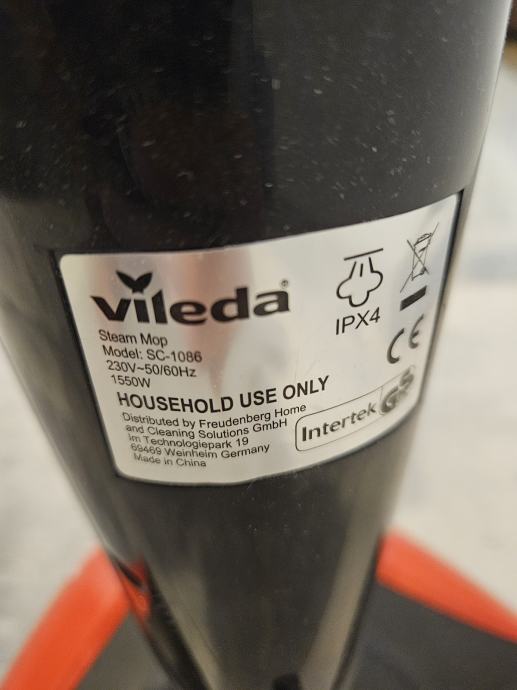 vileda®
Steam Mop
Model: SC-1086
230V~50/60Hz
1550W
IPX4
CE
HOUSEHOLD USE ONLY
Distributed by Freudenberg Home
and Cleaning Solutions GmbH
Im Technologiepark 19
69469 Weinheim Germany
Made in China
Intertek GS